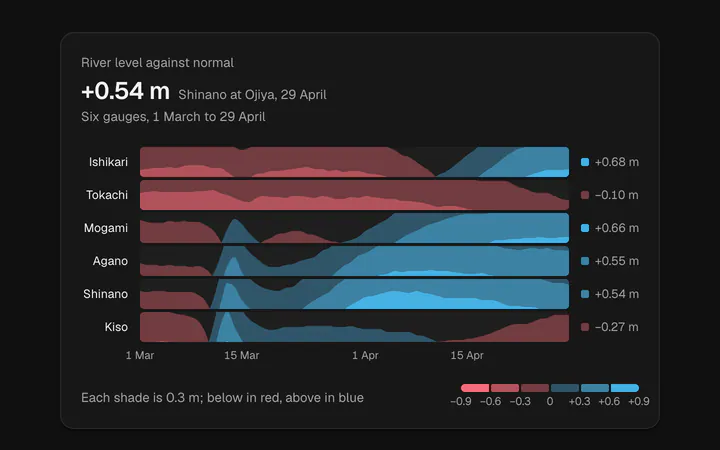 River level against normal
+0.54 m Shinano at Ojiya, 29 April
Six gauges, 1 March to 29 April
Ishikari +0.68 m
Tokachi −0.10 m
Mogami +0.66 m
Agano +0.55 m
Shinano +0.54 m
Kiso −0.27 m
1 Mar 15 Mar 1 Apr 15 Apr
Each shade is 0.3 m; below in red, above in blue
−0.9 −0.6 −0.3 0 +0.3 +0.6 +0.9